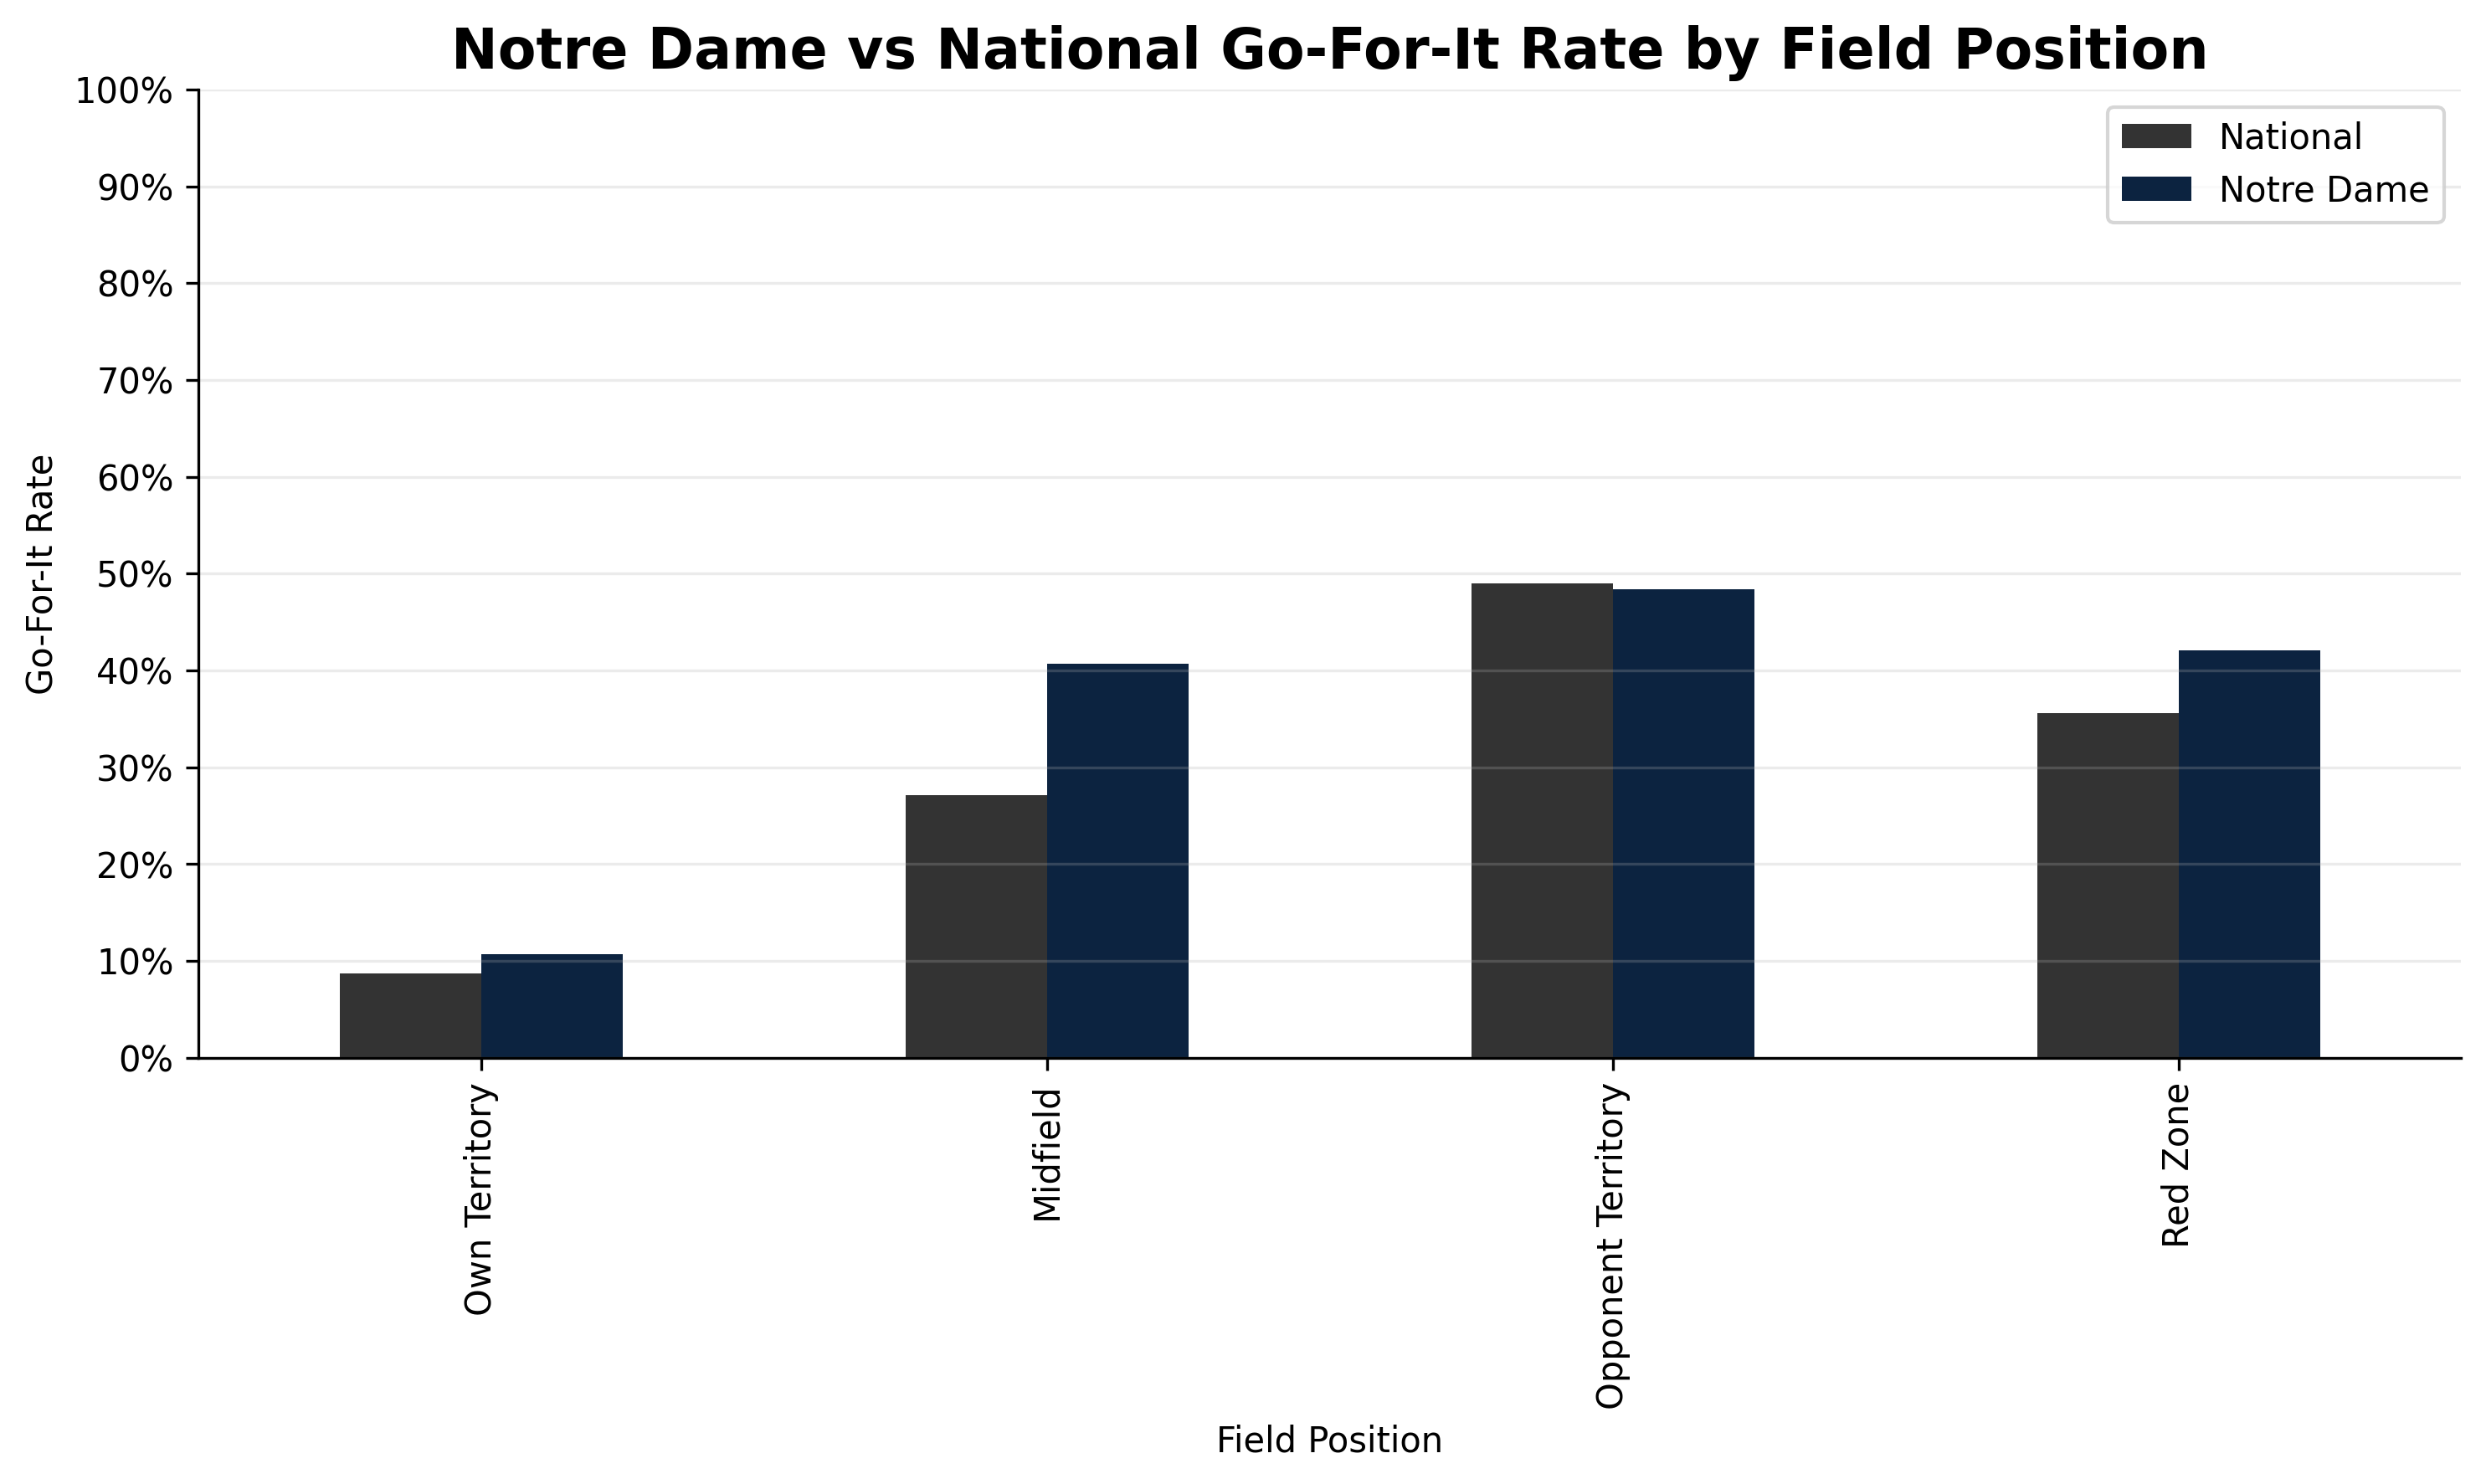 Notre Dame vs National Go-For-It Rate by Field Position
100%
90%
80%
70%
60%
50%
40%
30%
20%
10%
0%
Go-For-It Rate
National
Notre Dame
Own Territory
Midfield
Opponent Territory
Red Zone
Field Position